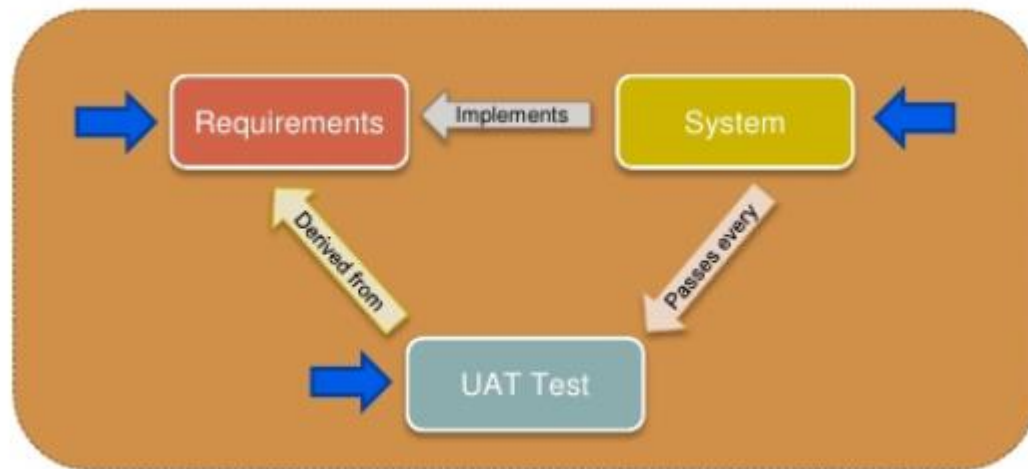 Requirements
Implements
System
Derived from
Passes every
UAT Test